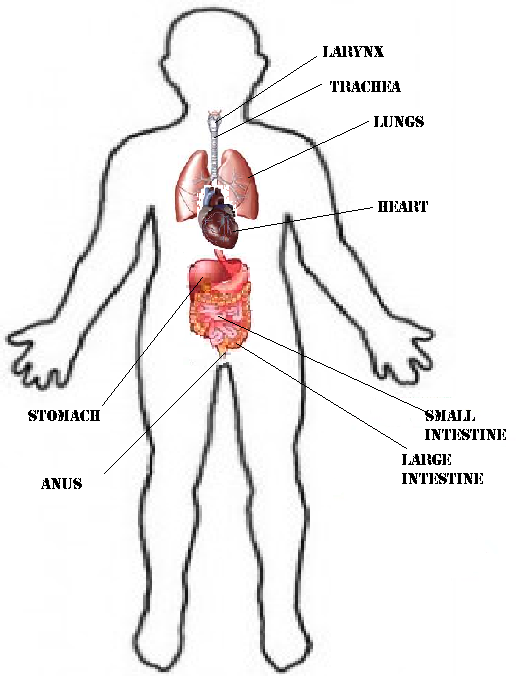 LARYNX
TRACHEA
LUNGS
HEART
STOMACH
SMALL
INTESTINE
LARGE
INTESTINE
ANUS